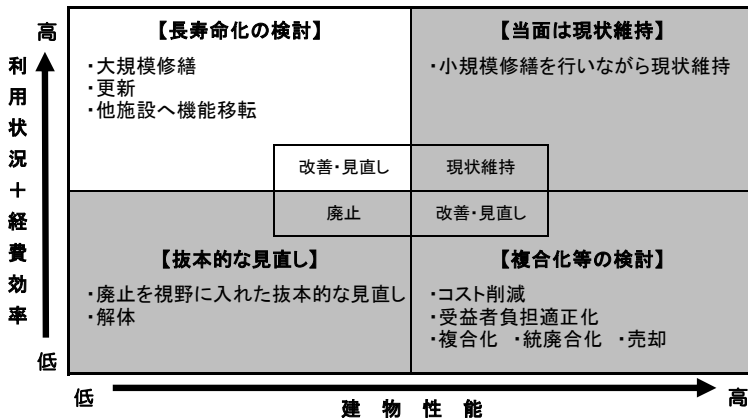 高
利用状況＋経費効率
低
【長寿命化の検討】
・大規模修繕
・更新
・他施設へ機能移転
【当面は現状維持】
・小規模修繕を行いながら現状維持
改善・見直し
現状維持
廃止
改善・見直し
【抜本的な見直し】
・廃止を視野に入れた抜本的な見直し
・解体
【複合化等の検討】
・コスト削減
・受益者負担適正化
・複合化 ・統廃合化 ・売却
低
建物性能
高